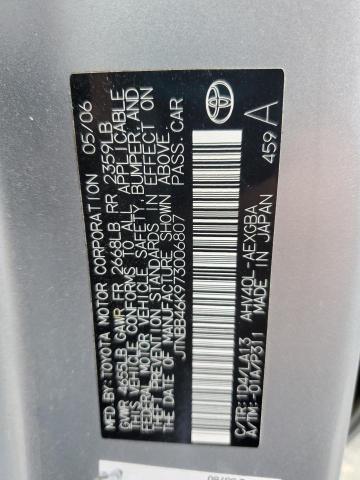 MFD. BY: TOYOTA MOTOR CORPORATION 05/06
GVWR 4655LB GAWR FR 2668LB RR 2359LB
THIS VEHICLE CONFORMS TO ALL APPLICABLE
FEDERAL MOTOR VEHICLE SAFETY, BUMPER, AND
THEFT PREVENTION STANDARDS IN EFFECT ON
THE DATE OF MANUFACTURE SHOWN ABOVE.
JTNBB46K973006807 PASS. CAR
C/TR: 1D4/LA13 AHV40L-AEXGBA
A/TM: -01A/P311 MADE IN JAPAN
459 A